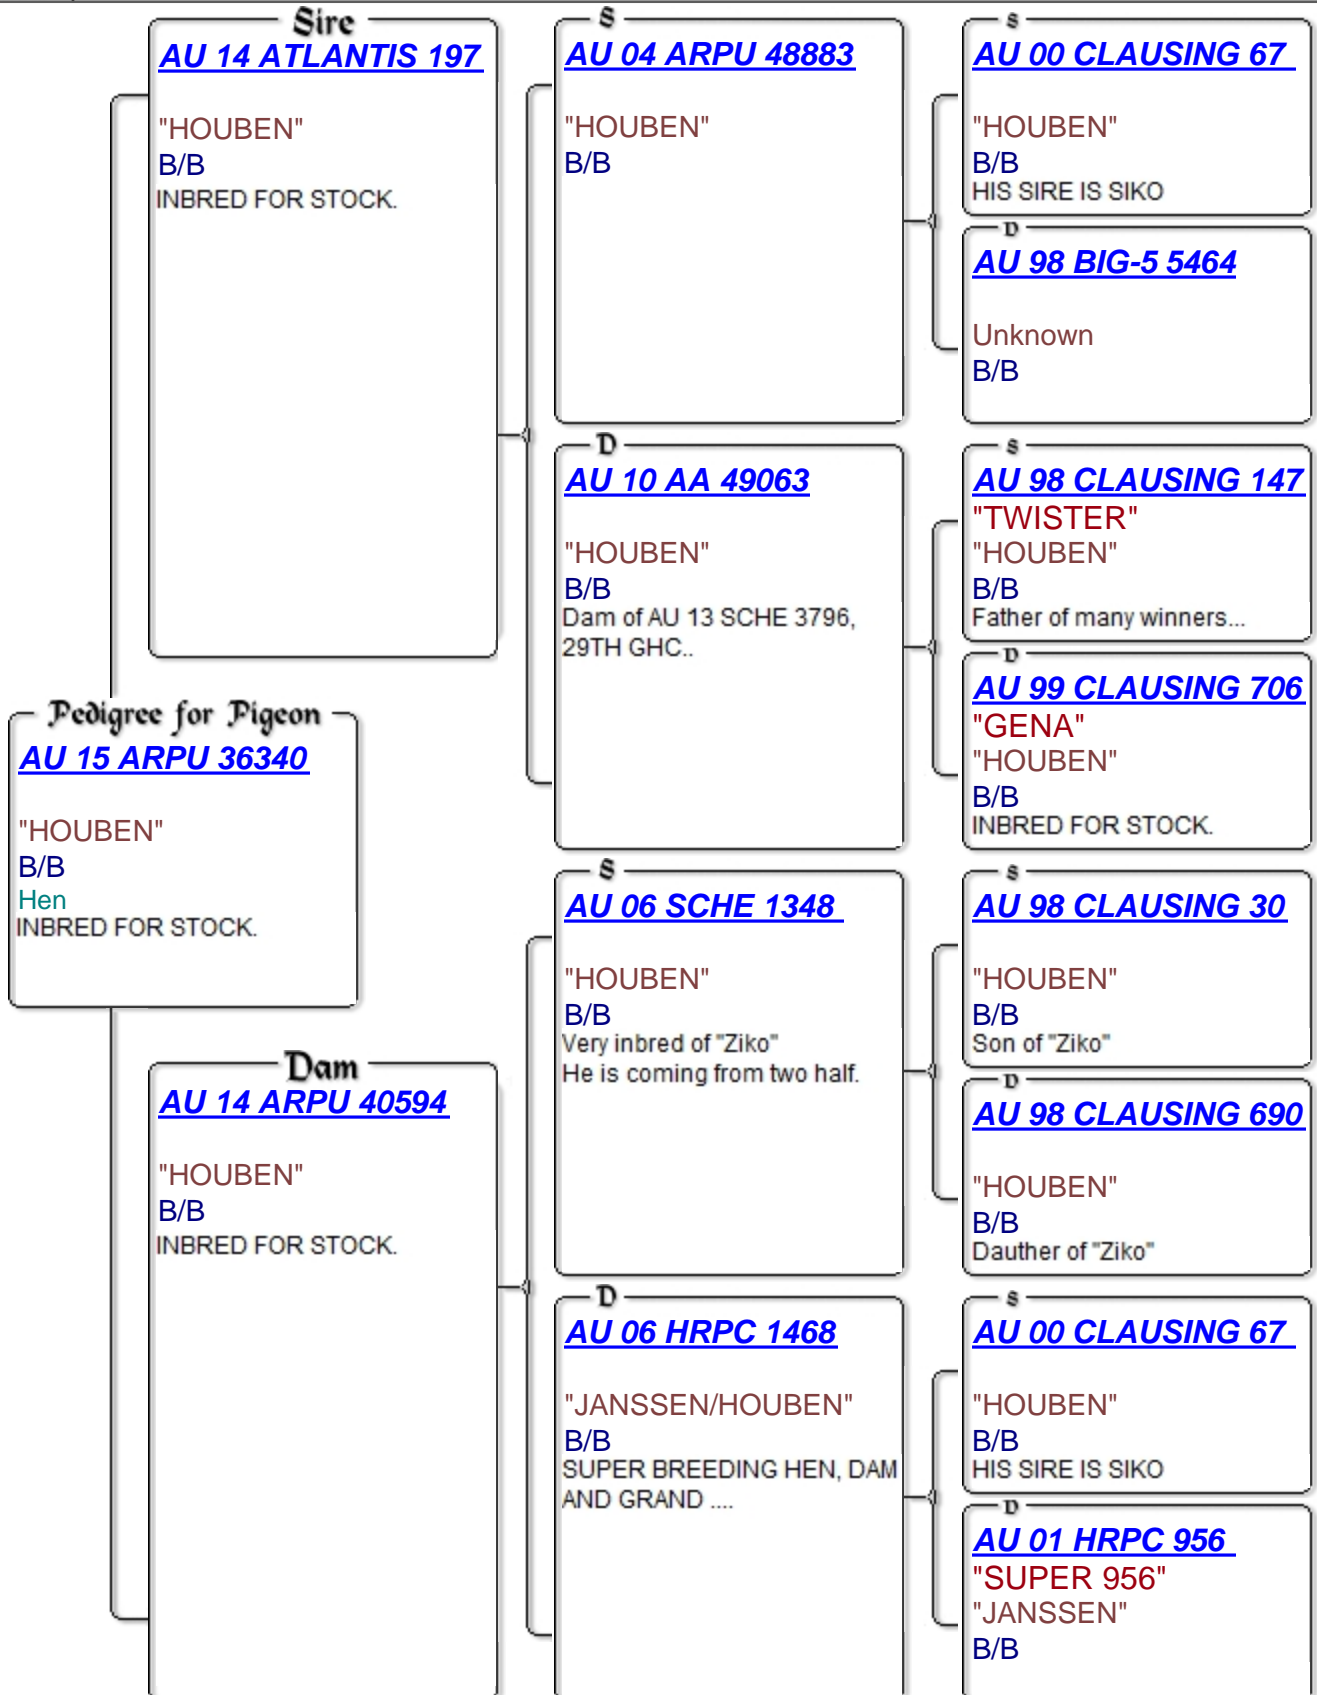 Sire
AU 14 ATLANTIS 197
"HOUBEN"
B/B
INBRED FOR STOCK.
S
AU 04 ARPU 48883
"HOUBEN"
B/B
S
AU 00 CLAUSING 67
"HOUBEN"
B/B
HIS SIRE IS SIKO
D
AU 98 BIG-5 5464
Unknown
B/B
D
AU 10 AA 49063
"HOUBEN"
B/B
Dam of AU 13 SCHE 3796,
29TH GHC..
S
AU 98 CLAUSING 147
"TWISTER"
"HOUBEN"
B/B
Father of many winners...
D
AU 99 CLAUSING 706
"GENA"
"HOUBEN"
B/B
INBRED FOR STOCK.
Pedigree for Pigeon
AU 15 ARPU 36340
"HOUBEN"
B/B
Hen
INBRED FOR STOCK.
Dam
AU 14 ARPU 40594
"HOUBEN"
B/B
INBRED FOR STOCK.
S
AU 06 SCHE 1348
"HOUBEN"
B/B
Very inbred of "Ziko"
He is coming from two half.
S
AU 98 CLAUSING 30
"HOUBEN"
B/B
Son of "Ziko"
D
AU 98 CLAUSING 690
"HOUBEN"
B/B
Dauther of "Ziko"
D
AU 06 HRPC 1468
"JANSSEN/HOUBEN"
B/B
SUPER BREEDING HEN, DAM
AND GRAND ....
S
AU 00 CLAUSING 67
"HOUBEN"
B/B
HIS SIRE IS SIKO
D
AU 01 HRPC 956
"SUPER 956"
"JANSSEN"
B/B